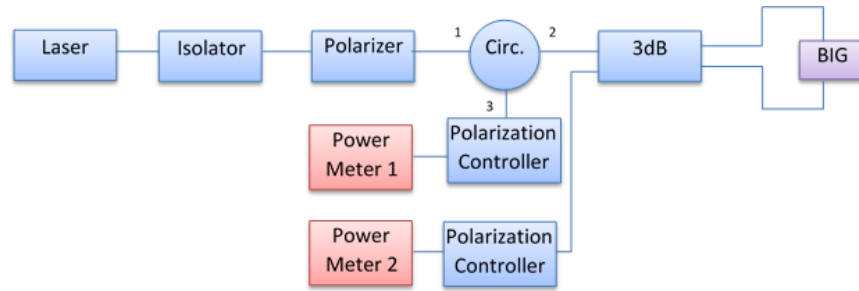 Laser
Isolator
Polarizer
1
Circ.
2
3dB
BIG
3
Power
Meter 1
Polarization
Controller
Power
Meter 2
Polarization
Controller